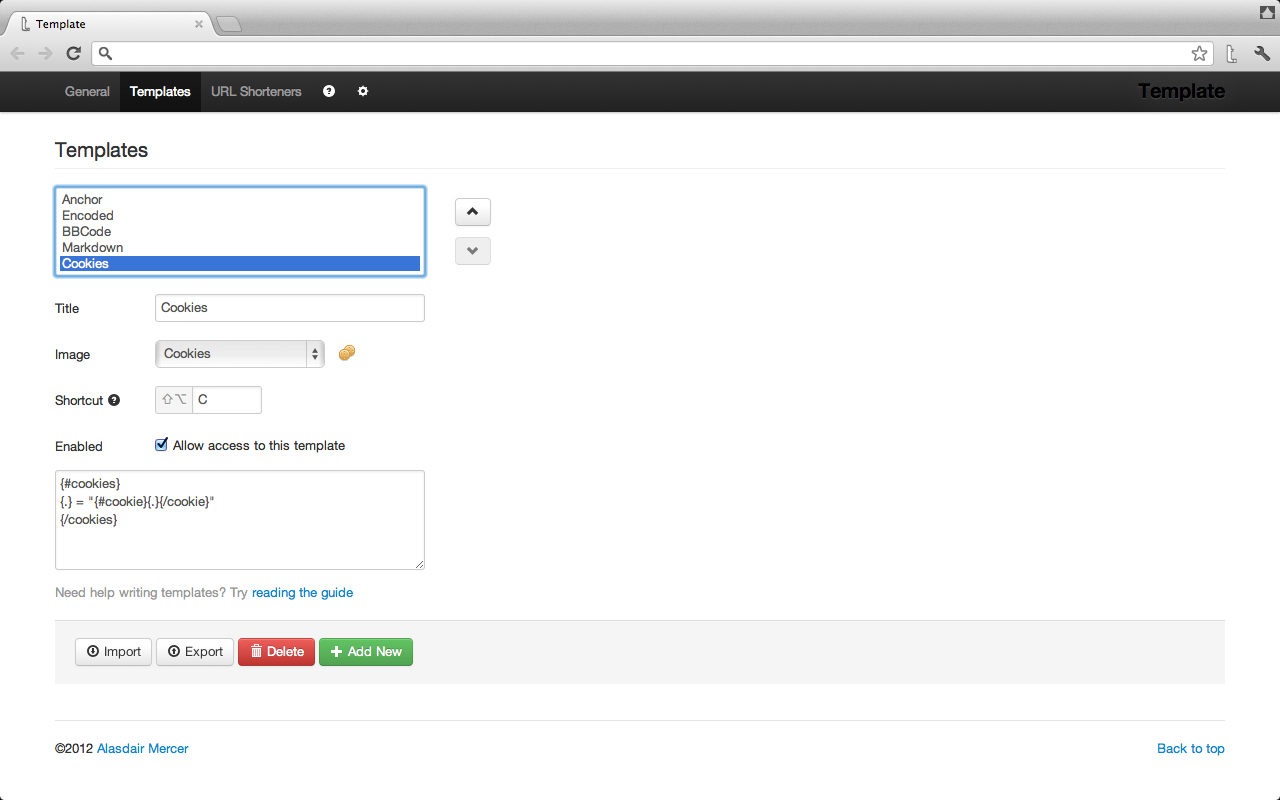 Template
General Templates URL Shorteners Template
Templates
Anchor
Encoded
BBCode
Markdown
Cookies
Title Cookies
Image Cookies
Shortcut ⇧⌥ C
Enabled Allow access to this template
{#cookies}
{.} = "{#cookie}{.}{/cookie}"
{/cookies}
Need help writing templates? Try reading the guide
Import Export Delete Add New
©2012 Alasdair Mercer Back to top